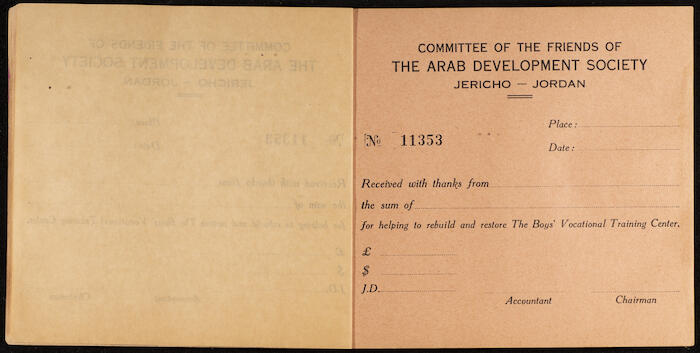 COMMITTEE OF THE FRIENDS OF
THE ARAB DEVELOPMENT SOCIETY
JERICHO — JORDAN
Place:
№ 11353
Date:
Received with thanks from
the sum of
for helping to rebuild and restore The Boys' Vocational Training Center.
£
$
J.D.
Accountant Chairman